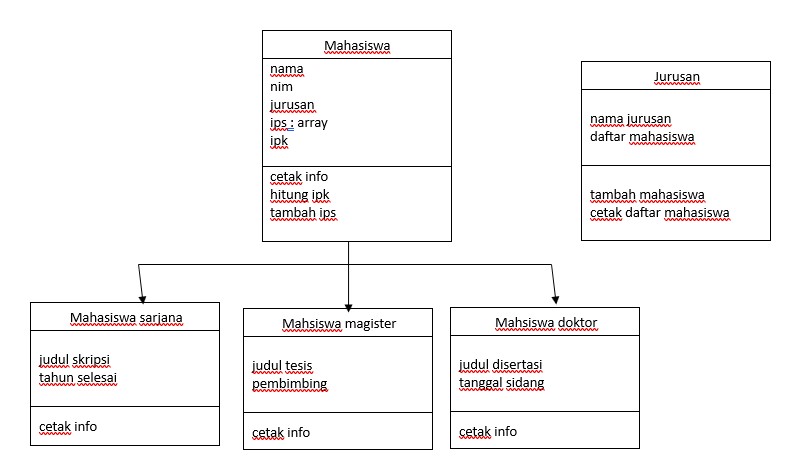 Mahasiswa
nama
nim
jurusan
ips : array
ipk
cetak info
hitung ipk
tambah ips
Jurusan
nama jurusan
daftar mahasiswa
tambah mahasiswa
cetak daftar mahasiswa
Mahasiswa sarjana
judul skripsi
tahun selesai
cetak info
Mahsiswa magister
judul tesis
pembimbing
cetak info
Mahsiswa doktor
judul disertasi
tanggal sidang
cetak info